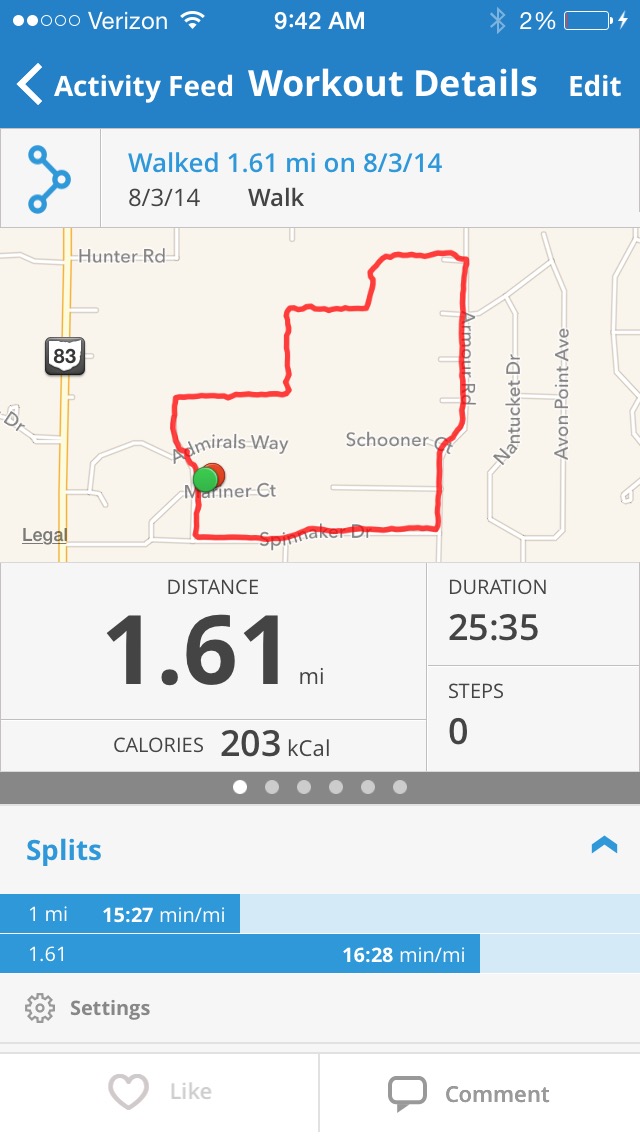 Verizon 9:42 AM 2%
Activity Feed Workout Details Edit
Walked 1.61 mi on 8/3/14
8/3/14 Walk
Hunter Rd
83
Armour Rd
Nantucket Dr
Avon Point Ave
Dr
Admirals Way
Schooner Ct
Mariner Ct
Legal
Spinnaker Dr
DISTANCE
1.61 mi
DURATION
25:35
STEPS
0
CALORIES 203 kCal
Splits
1 mi 15:27 min/mi
1.61 16:28 min/mi
Settings
Like
Comment